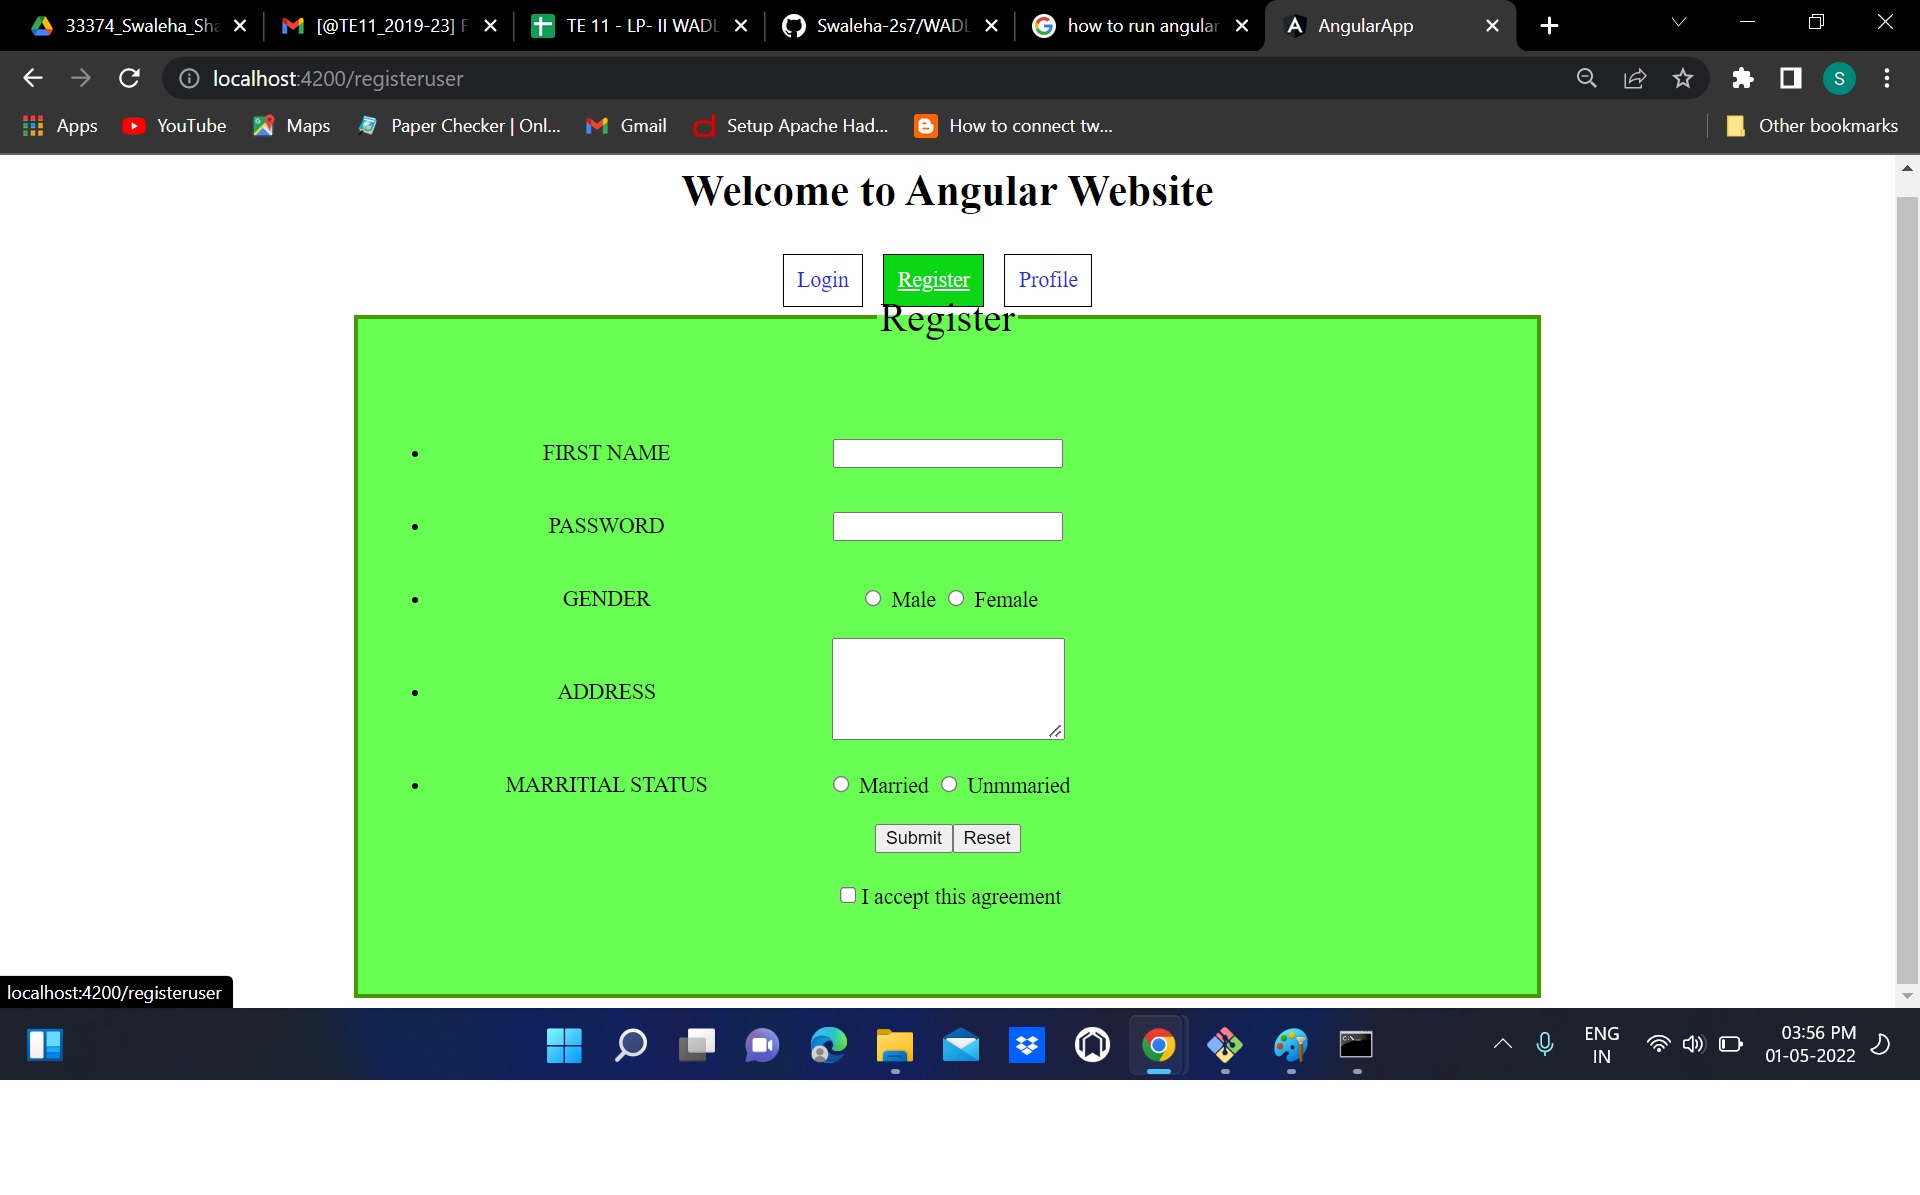 33374_Swaleha_Sha
[@TE11_2019-23] F
TE 11 - LP- II WADL
Swaleha-2s7/WADL
how to run angular
AngularApp
localhost:4200/registeruser
S
Apps
YouTube
Maps
Paper Checker | Onl...
Gmail
Setup Apache Had...
How to connect tw...
Other bookmarks
Welcome to Angular Website
Login
Register
Profile
Register
FIRST NAME
PASSWORD
GENDER
Male
Female
ADDRESS
MARRITIAL STATUS
Married
Unmmaried
Submit
Reset
I accept this agreement
localhost:4200/registeruser
ENG
IN
03:56 PM
01-05-2022